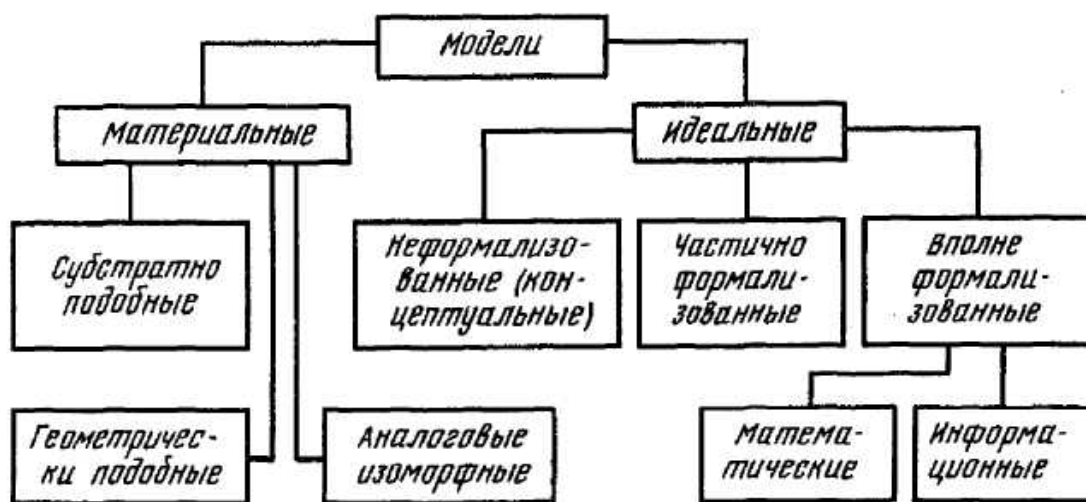 Модели
Материальные
Идеальные
Субстратно
подобные
Неформализо-
ванные (кон-
цептуальные)
Частично
формали-
зованные
Вполне
формали-
зованные
Геометричес-
ки подобные
Аналоговые
изоморфные
Матема-
тические
Информа-
ционные